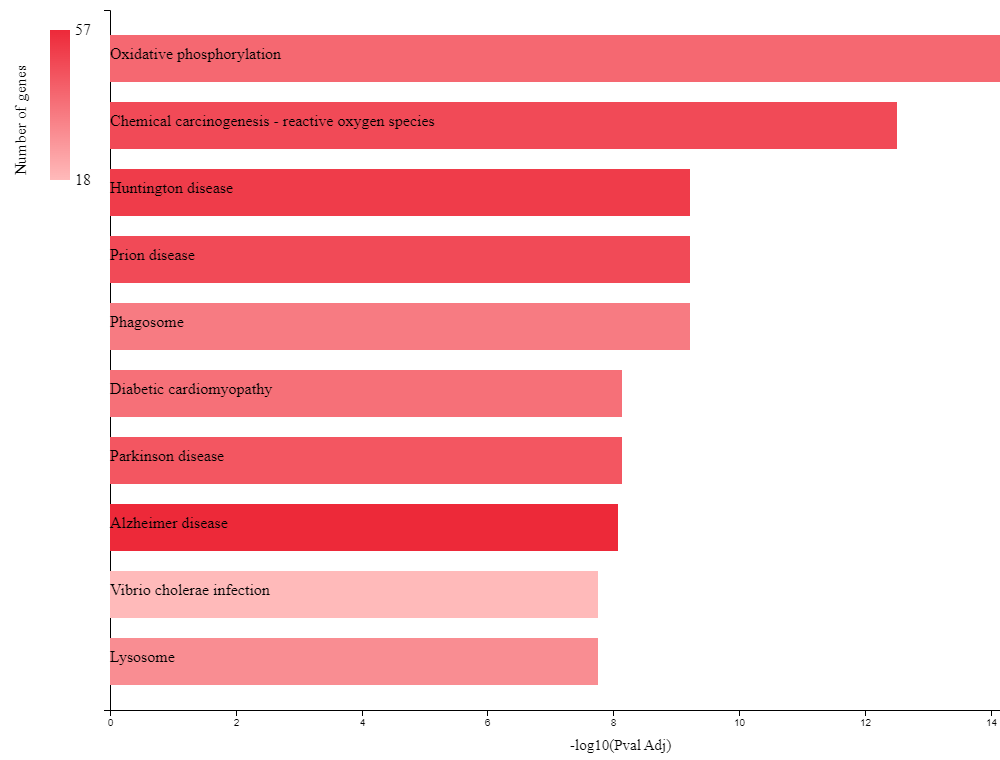 57
Number of genes
18
Oxidative phosphorylation
Chemical carcinogenesis - reactive oxygen species
Huntington disease
Prion disease
Phagosome
Diabetic cardiomyopathy
Parkinson disease
Alzheimer disease
Vibrio cholerae infection
Lysosome
0 2 4 6 8 10 12 14
-log10(Pval Adj)